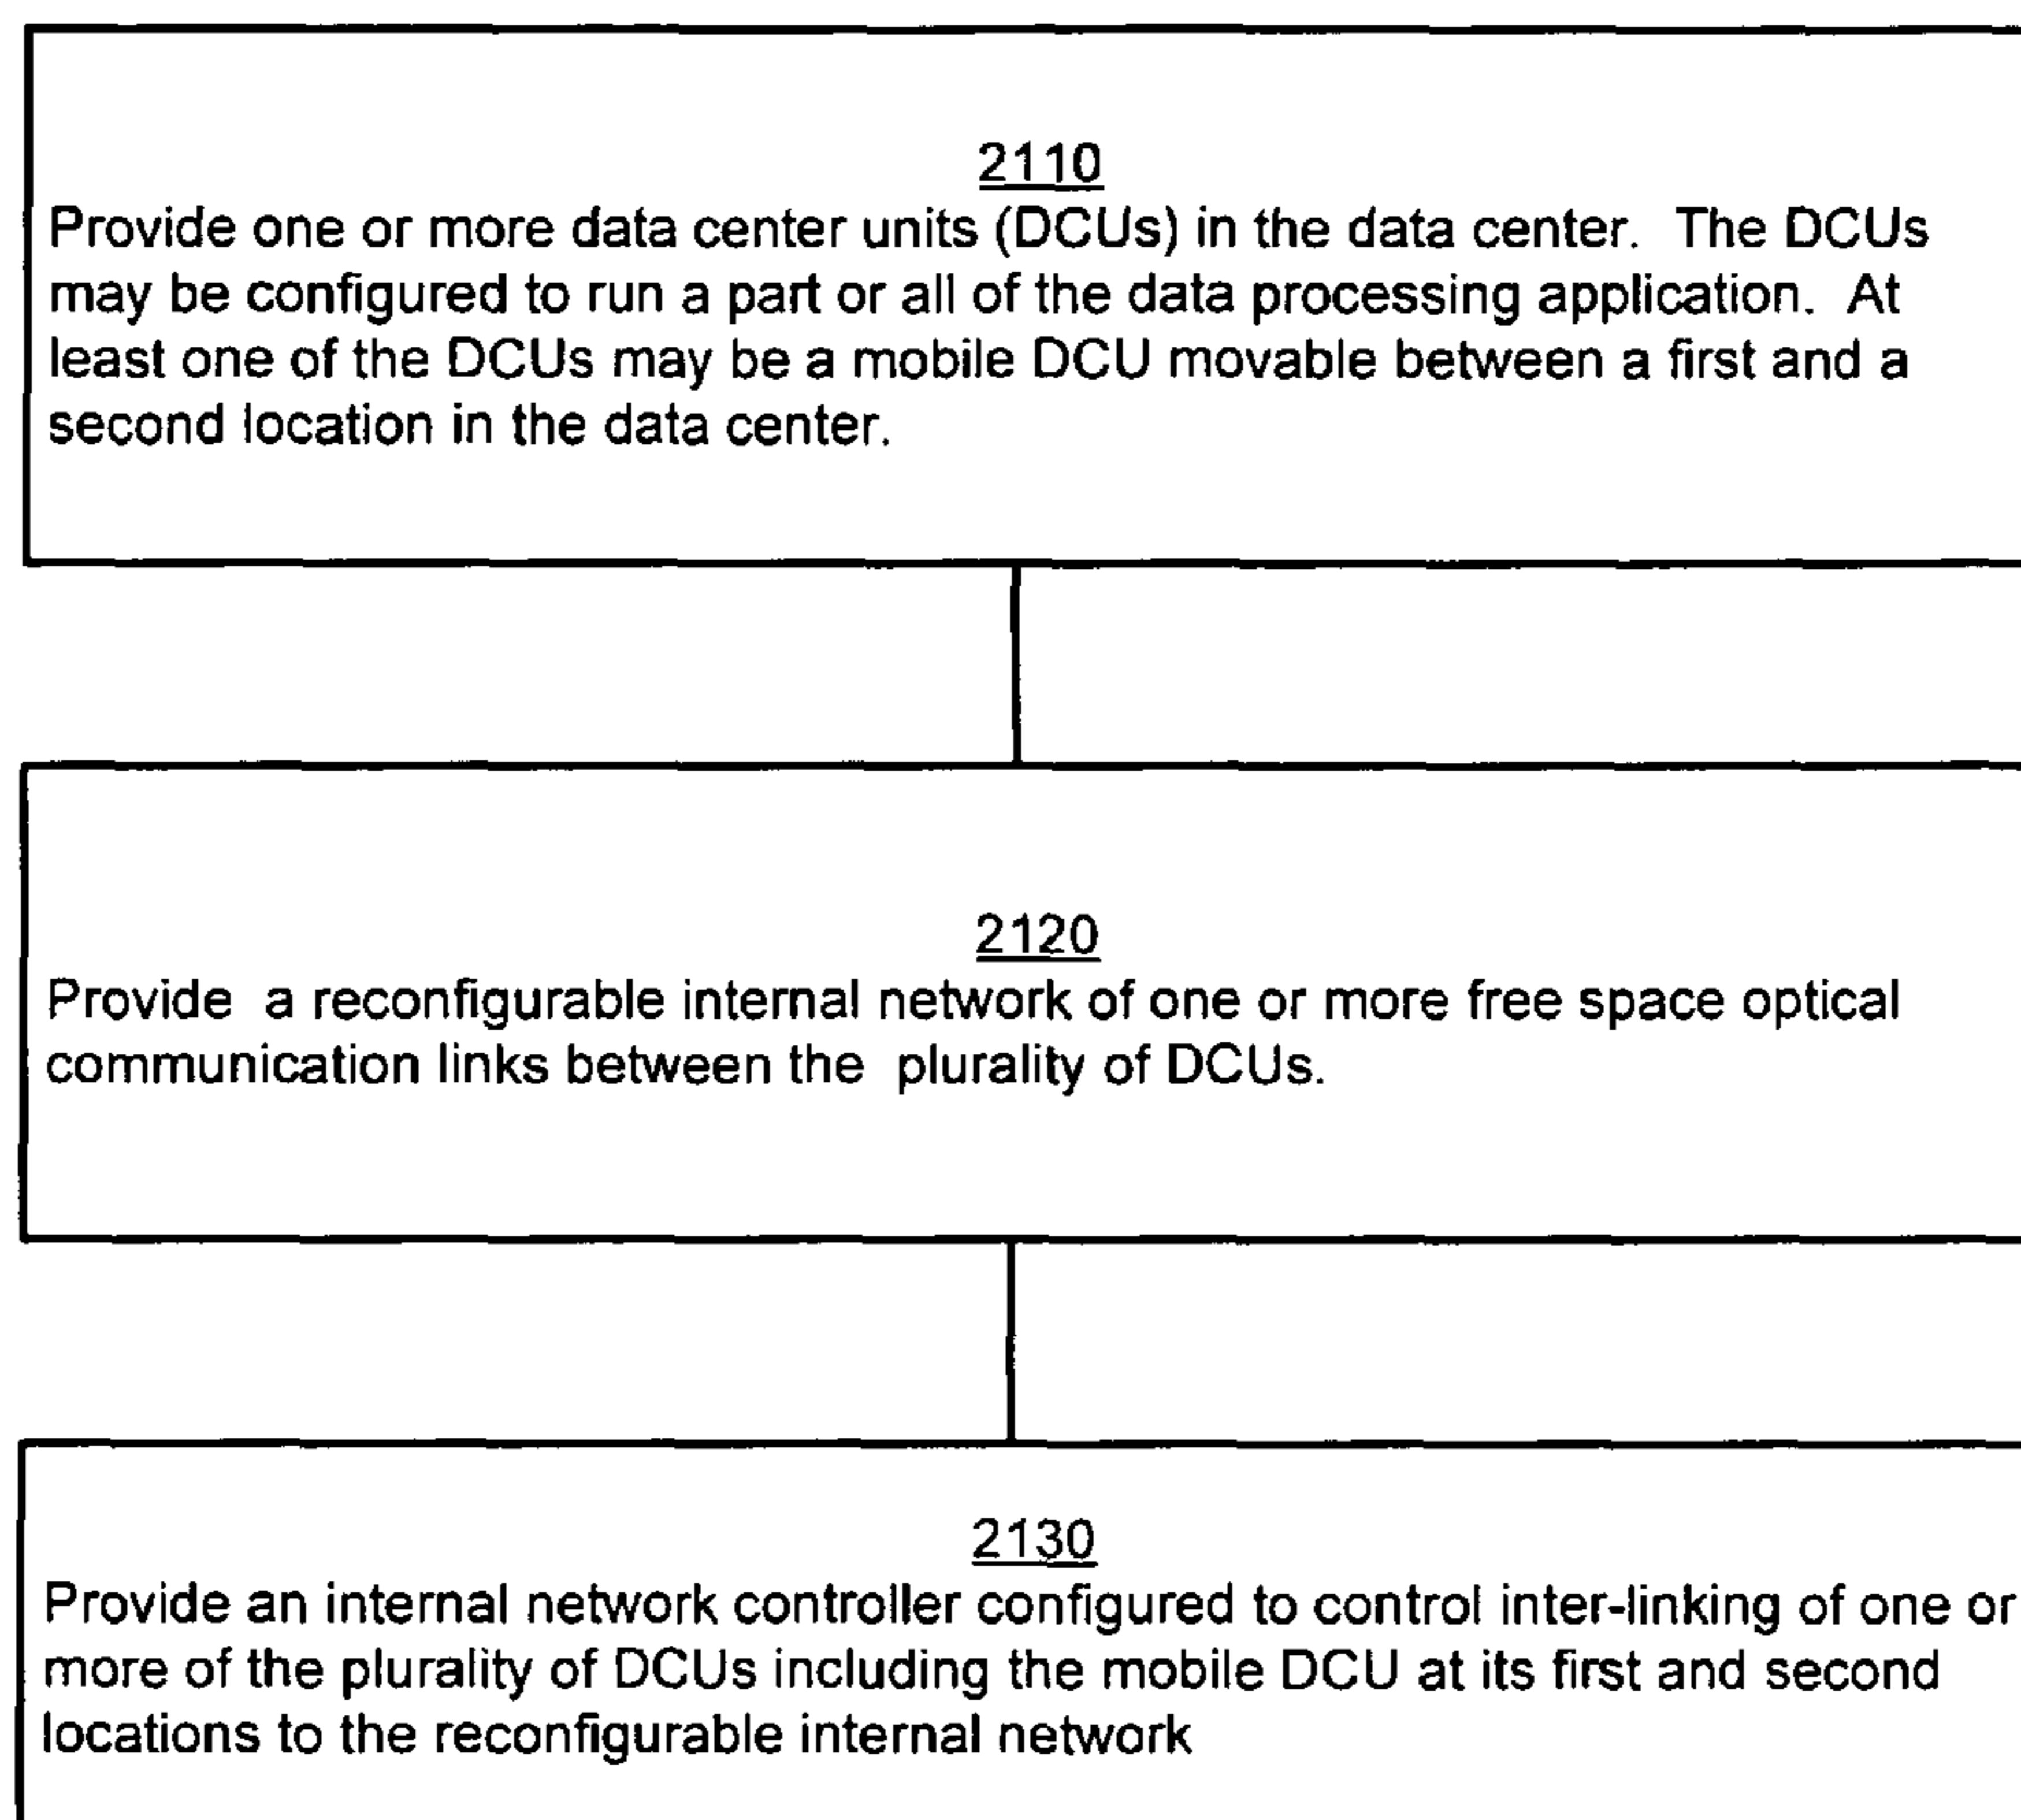 2110
Provide one or more data center units (DCUs) in the data center. The DCUs
may be configured to run a part or all of the data processing application. At
least one of the DCUs may be a mobile DCU movable between a first and a
second location in the data center.
2120
Provide a reconfigurable internal network of one or more free space optical
communication links between the plurality of DCUs.
2130
Provide an internal network controller configured to control inter-linking of one or
more of the plurality of DCUs including the mobile DCU at its first and second
locations to the reconfigurable internal network